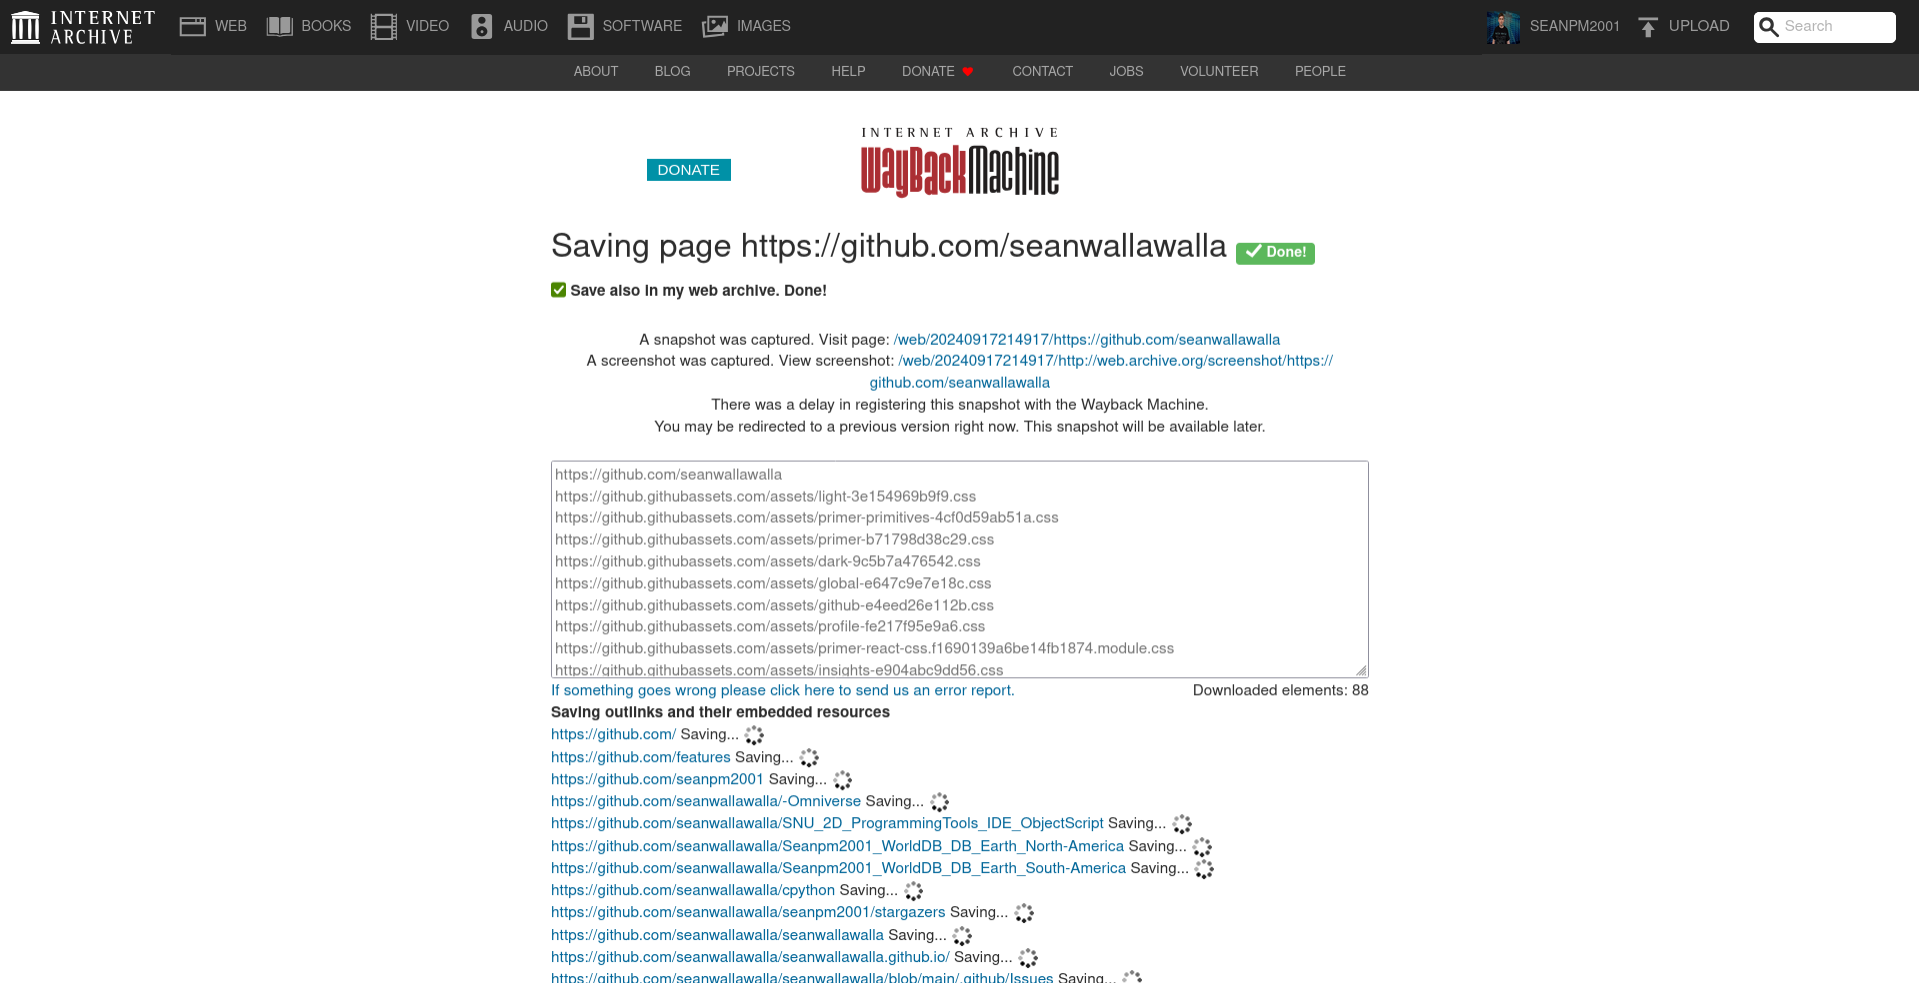 INTERNET ARCHIVE
WEB BOOKS VIDEO AUDIO SOFTWARE IMAGES SEANPM2001 UPLOAD Search
ABOUT BLOG PROJECTS HELP DONATE CONTACT JOBS VOLUNTEER PEOPLE
INTERNET ARCHIVE
WayBackMachine
DONATE
Saving page https://github.com/seanwallawalla Done!
Save also in my web archive. Done!
A snapshot was captured. Visit page: /web/20240917214917/https://github.com/seanwallawalla
A screenshot was captured. View screenshot: /web/20240917214917/http://web.archive.org/screenshot/https://
github.com/seanwallawalla
There was a delay in registering this snapshot with the Wayback Machine.
You may be redirected to a previous version right now. This snapshot will be available later.
https://github.com/seanwallawalla
https://github.githubassets.com/assets/light-3e154969b9f9.css
https://github.githubassets.com/assets/primer-primitives-4cf0d59ab51a.css
https://github.githubassets.com/assets/primer-b71798d38c29.css
https://github.githubassets.com/assets/dark-9c5b7a476542.css
https://github.githubassets.com/assets/global-e647c9e7e18c.css
https://github.githubassets.com/assets/github-e4eed26e112b.css
https://github.githubassets.com/assets/profile-fe217f95e9a6.css
https://github.githubassets.com/assets/primer-react-css.f1690139a6be14fb1874.module.css
https://github.githubassets.com/assets/insights-e904abc9dd56.css
If something goes wrong please click here to send us an error report. Downloaded elements: 88
Saving outlinks and their embedded resources
https://github.com/ Saving...
https://github.com/features Saving...
https://github.com/seanpm2001 Saving...
https://github.com/seanwallawalla/-Omniverse Saving...
https://github.com/seanwallawalla/SNU_2D_ProgrammingTools_IDE_ObjectScript Saving...
https://github.com/seanwallawalla/Seanpm2001_WorldDB_DB_Earth_North-America Saving...
https://github.com/seanwallawalla/Seanpm2001_WorldDB_DB_Earth_South-America Saving...
https://github.com/seanwallawalla/cpython Saving...
https://github.com/seanwallawalla/seanpm2001/stargazers Saving...
https://github.com/seanwallawalla/seanwallawalla Saving...
https://github.com/seanwallawalla/seanwallawalla.github.io/ Saving...
https://github.com/seanwallawalla/seanwallawalla/blob/main/.github/Issues Saving...